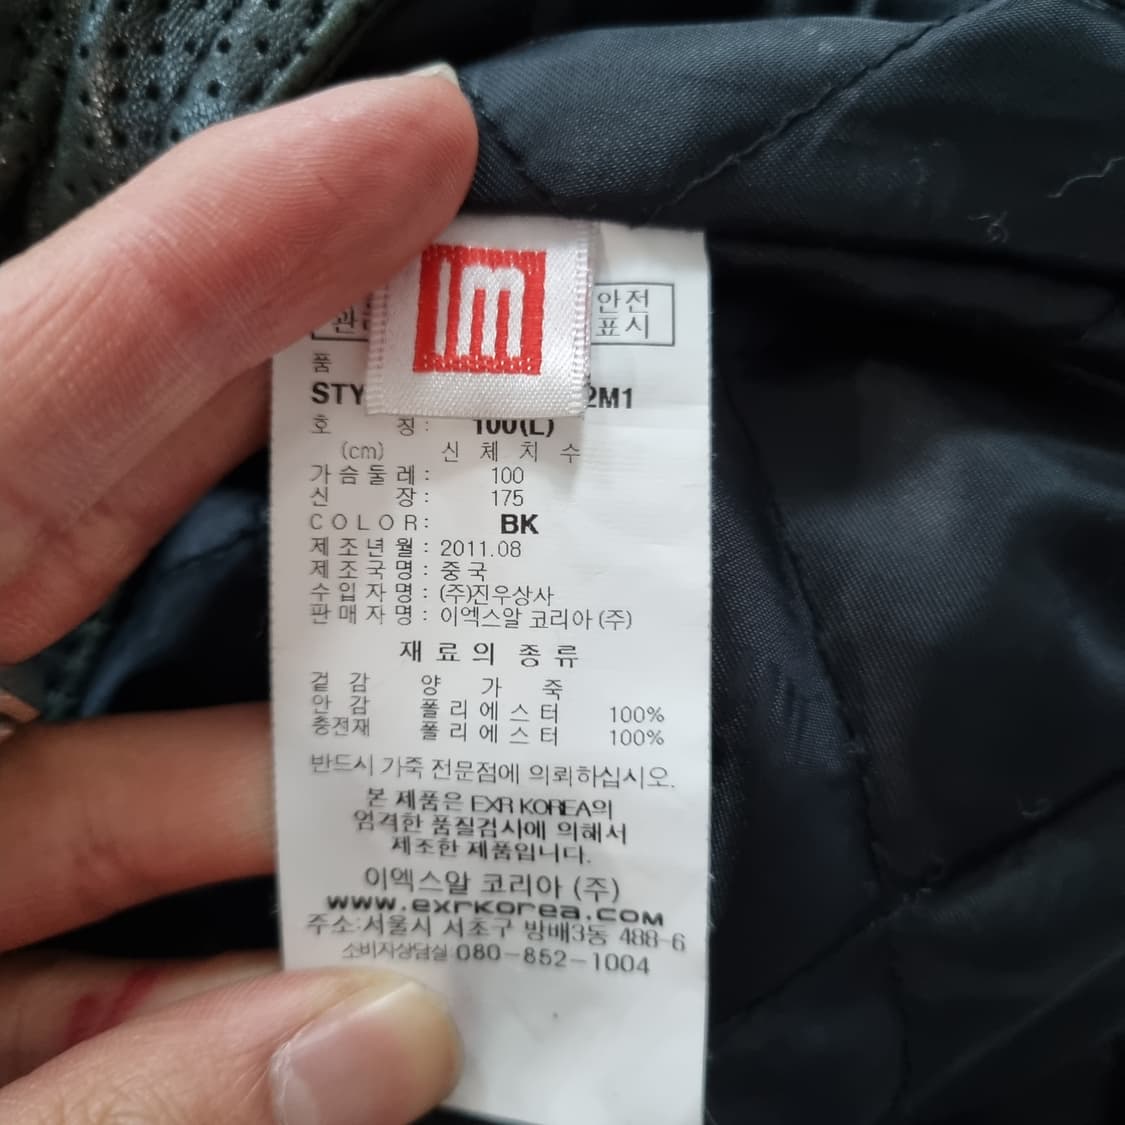 1m
안전
표시
품
STY 2M1
호 칭: 100(L)
(cm) 신 체 치 수
가슴둘레: 100
신 장: 175
COLOR: BK
제조년월: 2011.08
제조국명: 중국
수입자명: (주)진우상사
판매자명: 이엑스알 코리아 (주)
재료의 종류
겉 감 양 가 죽
안 감 폴리에스터 100%
충전재 폴리에스터 100%
반드시 가죽 전문점에 의뢰하십시오.
본 제품은 EXR KOREA의
엄격한 품질검사에 의해서
제조한 제품입니다.
이엑스알 코리아 (주)
www.exrkorea.com
주소:서울시 서초구 방배3동 488-6
소비자상담실:080-852-1004